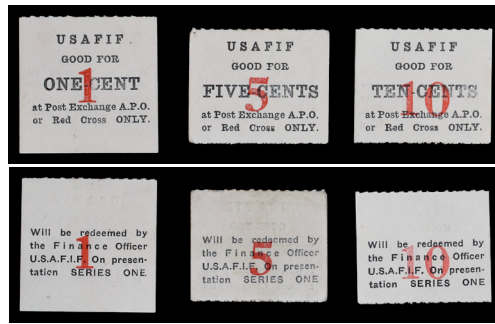 USAFIF.
GOOD FOR
ONE CENT
1
at Post Exchange A.P.O.
or Red Cross ONLY.
USAFIF
GOOD FOR
FIVE CENTS
5
at Post Exchange A.P.O.
or Red Cross ONLY.
USAFIF
GOOD FOR
TEN CENTS
10
at Post Exchange A.P.O.
or Red Cross ONLY.
Will be redeemed by
the Finance Officer
1
U.S.A.F.I.F. On presen-
tation SERIES ONE.
Will be redeemed by
the Finance Officer
5
U.S.A.F.I.F. On presen-
tation SERIES ONE
Will be redeemed by
the Finance Officer
10
U.S.A.F.I.F. On presen-
tation SERIES ONE